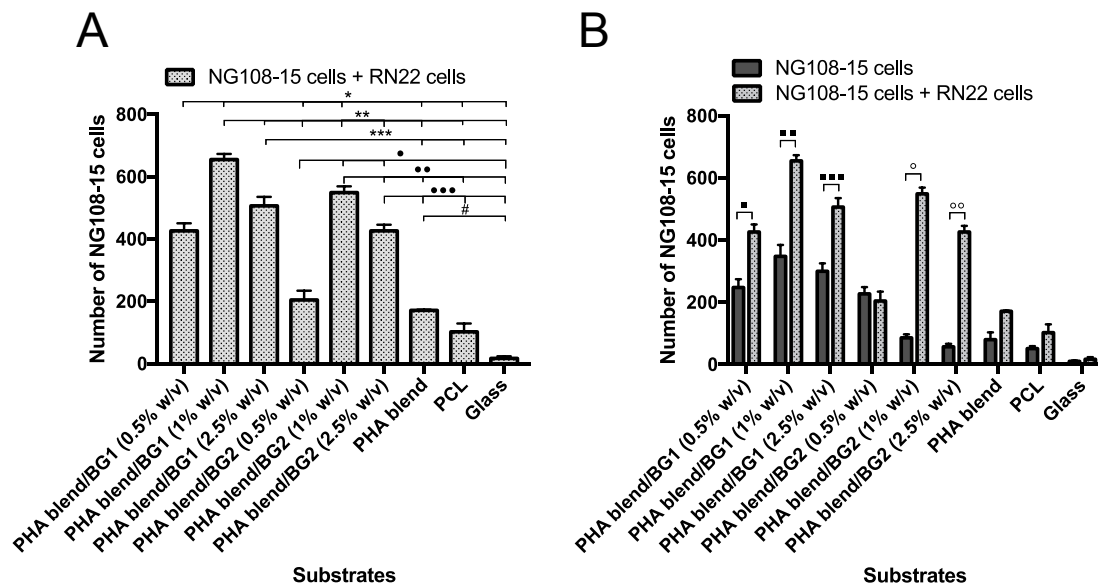 A
NG108-15 cells + RN22 cells
*
**
***
•
••
•••
#
Number of NG108-15 cells
800
600
400
200
0
PHA blend/BG1 (0.5% w/v)
PHA blend/BG1 (1% w/v)
PHA blend/BG1 (2.5% w/v)
PHA blend/BG2 (0.5% w/v)
PHA blend/BG2 (1% w/v)
PHA blend/BG2 (2.5% w/v)
PHA blend
PCL
Glass
Substrates
B
NG108-15 cells
NG108-15 cells + RN22 cells
■
■■
■■■
○
○○
Number of NG108-15 cells
800
600
400
200
0
PHA blend/BG1 (0.5% w/v)
PHA blend/BG1 (1% w/v)
PHA blend/BG1 (2.5% w/v)
PHA blend/BG2 (0.5% w/v)
PHA blend/BG2 (1% w/v)
PHA blend/BG2 (2.5% w/v)
PHA blend
PCL
Glass
Substrates